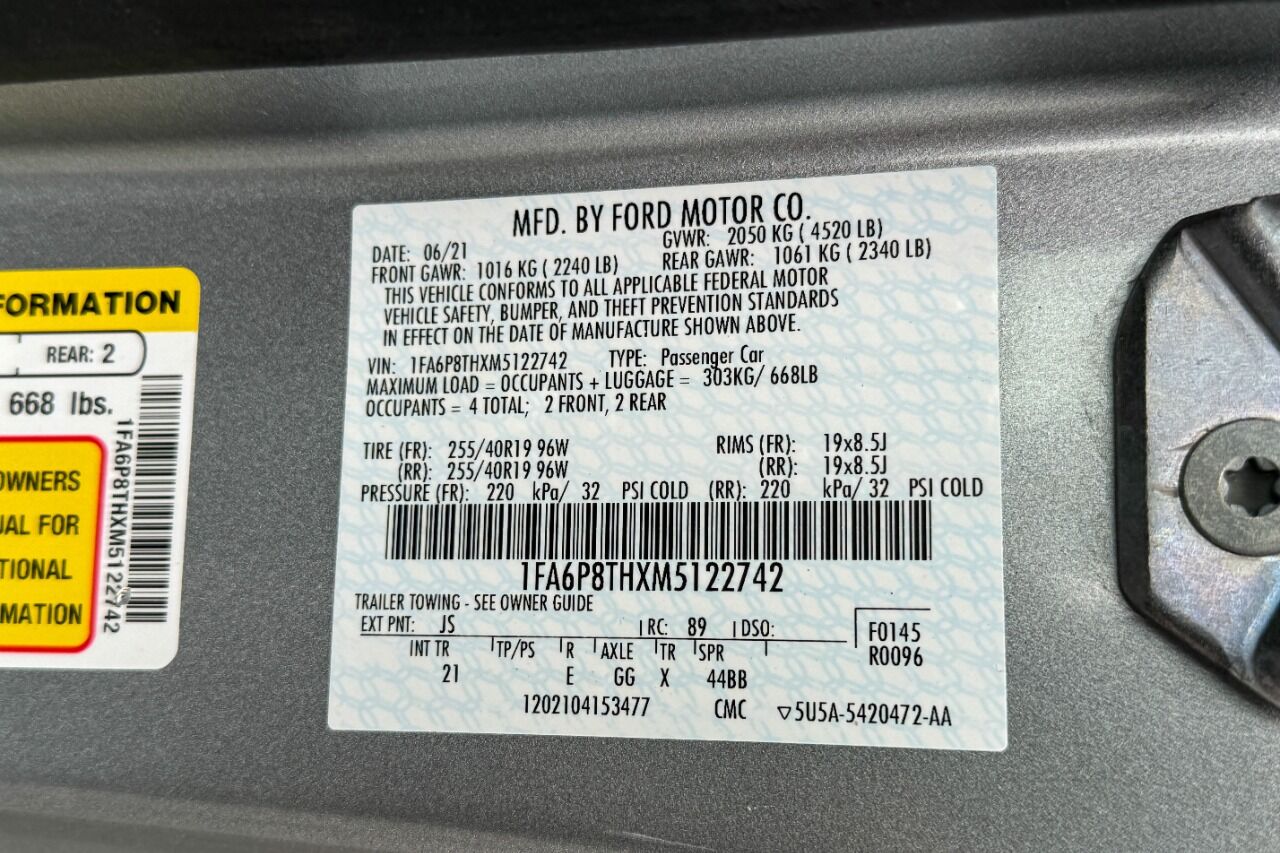 FORMATION
REAR: 2
668 lbs.
OWNERS
UAL FOR
TIONAL
MATION
1FA6P8THXM5122742
MFD. BY FORD MOTOR CO.
DATE: 06/21 GVWR: 2050 KG ( 4520 LB)
FRONT GAWR: 1016 KG ( 2240 LB) REAR GAWR: 1061 KG ( 2340 LB)
THIS VEHICLE CONFORMS TO ALL APPLICABLE FEDERAL MOTOR
VEHICLE SAFETY, BUMPER, AND THEFT PREVENTION STANDARDS
IN EFFECT ON THE DATE OF MANUFACTURE SHOWN ABOVE.
VIN: 1FA6P8THXM5122742 TYPE: Passenger Car
MAXIMUM LOAD = OCCUPANTS + LUGGAGE = 303KG/ 668LB
OCCUPANTS = 4 TOTAL; 2 FRONT, 2 REAR
TIRE (FR): 255/40R19 96W RIMS (FR): 19x8.5J
(RR): 255/40R19 96W (RR): 19x8.5J
PRESSURE (FR): 220 kPa/ 32 PSI COLD (RR): 220 kPa/ 32 PSI COLD
1FA6P8THXM5122742
TRAILER TOWING - SEE OWNER GUIDE
EXT PNT: JS RC: 89 DSO: F0145
INT TR TP/PS R AXLE TR SPR R0096
21 E GG X 44BB
1202104153477 CMC ▽5U5A-5420472-AA